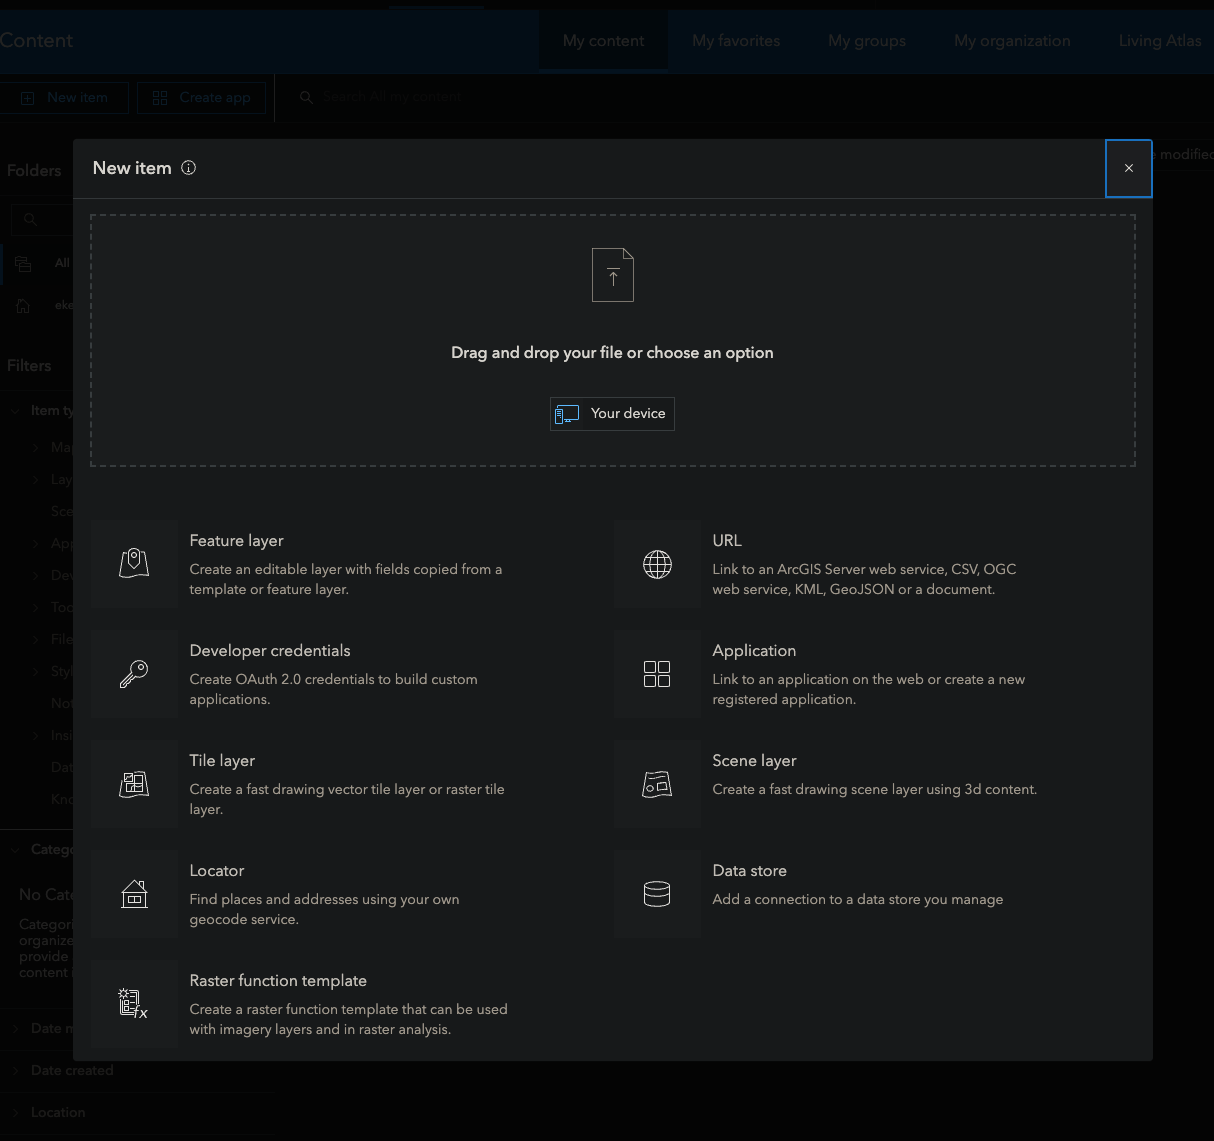 Content
My content
My favorites
My groups
My organization
Living Atlas
New item
Create app
Search All my content
Folders
modified
New item
All
Drag and drop your file or choose an option
Your device
Filters
Item ty
Feature layer
Create an editable layer with fields copied from a
template or feature layer.
URL
Link to an ArcGIS Server web service, CSV, OGC
web service, KML, GeoJSON or a document.
Developer credentials
Create OAuth 2.0 credentials to build custom
applications.
Application
Link to an application on the web or create a new
registered application.
Tile layer
Create a fast drawing vector tile layer or raster tile
layer.
Scene layer
Create a fast drawing scene layer using 3d content.
Locator
Find places and addresses using your own
geocode service.
Data store
Add a connection to a data store you manage
Raster function template
Create a raster function template that can be used
with imagery layers and in raster analysis.
Map
Lay
Sce
App
Dev
Too
File
Styl
Not
Insi
Dat
Kno
Catego
No Cate
Categori
organize
provide
content i
Date m
Date created
Location